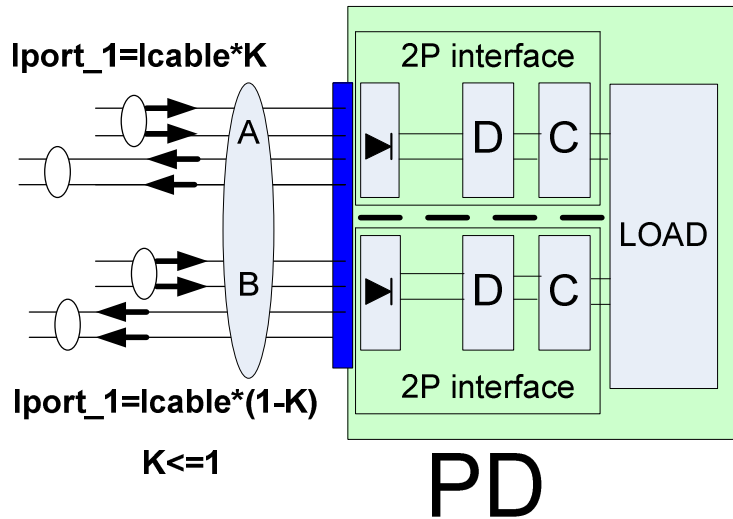 Iport_1=Icable*K
2P interface
A
D
C
LOAD
B
D
C
2P interface
Iport_1=Icable*(1-K)
K<=1
PD